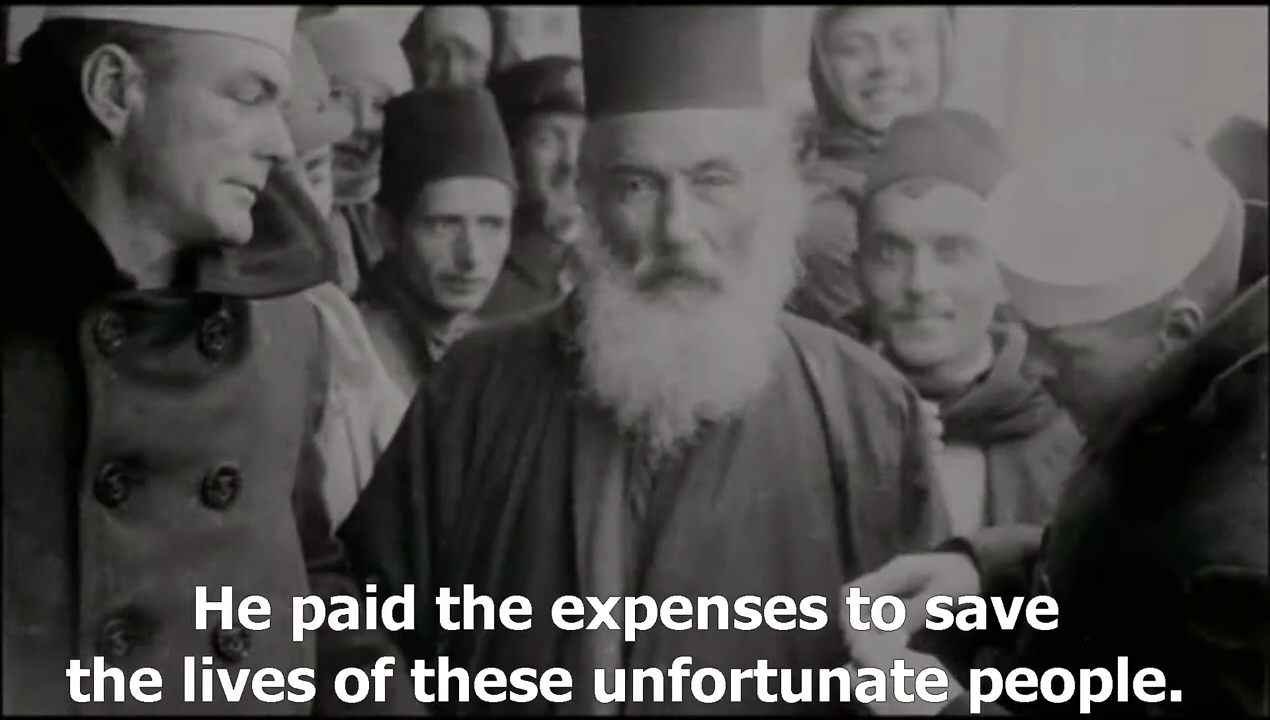 He paid the expenses to save
the lives of these unfortunate people.